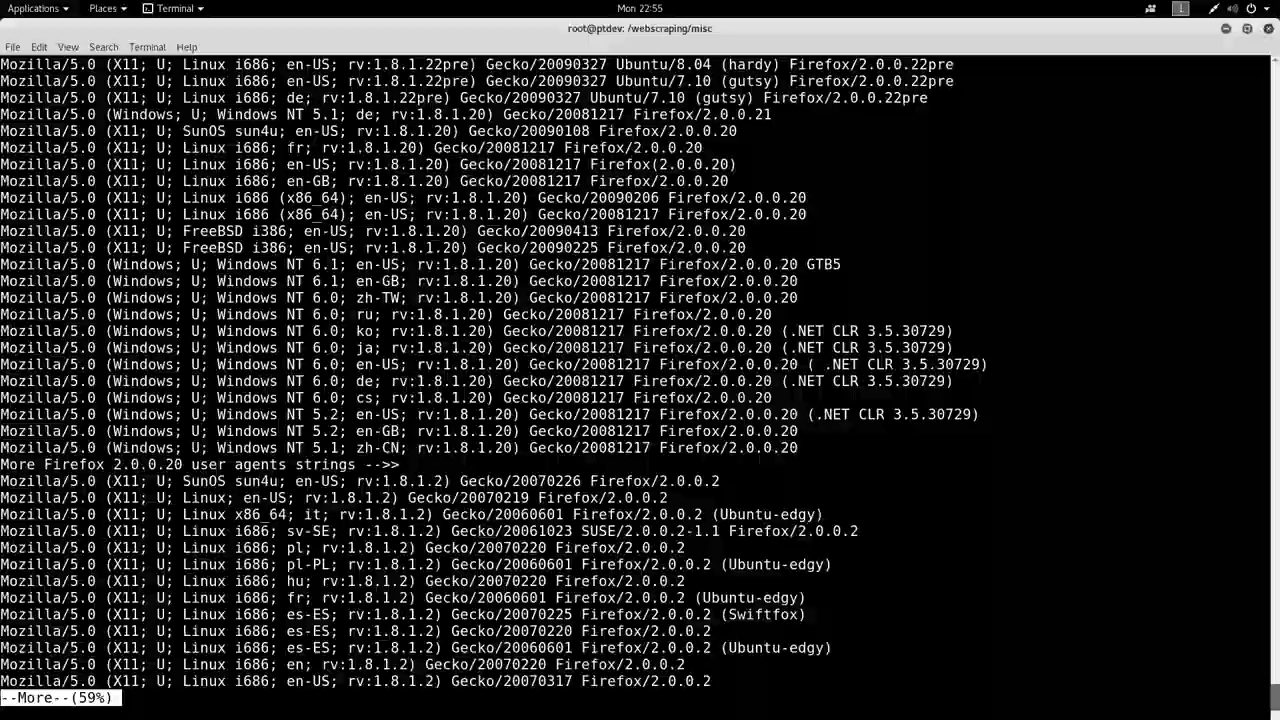 Applications Places Terminal Mon 22:55 1
root@ptdev: /webscraping/misc
File Edit View Search Terminal Help
Mozilla/5.0 (X11; U; Linux i686; en-US; rv:1.8.1.22pre) Gecko/20090327 Ubuntu/8.04 (hardy) Firefox/2.0.0.22pre
Mozilla/5.0 (X11; U; Linux i686; en-US; rv:1.8.1.22pre) Gecko/20090327 Ubuntu/7.10 (gutsy) Firefox/2.0.0.22pre
Mozilla/5.0 (X11; U; Linux i686; de; rv:1.8.1.22pre) Gecko/20090327 Ubuntu/7.10 (gutsy) Firefox/2.0.0.22pre
Mozilla/5.0 (Windows; U; Windows NT 5.1; de; rv:1.8.1.20) Gecko/20081217 Firefox/2.0.0.21
Mozilla/5.0 (X11; U; SunOS sun4u; en-US; rv:1.8.1.20) Gecko/20090108 Firefox/2.0.0.20
Mozilla/5.0 (X11; U; Linux i686; fr; rv:1.8.1.20) Gecko/20081217 Firefox/2.0.0.20
Mozilla/5.0 (X11; U; Linux i686; en-US; rv:1.8.1.20) Gecko/20081217 Firefox(2.0.0.20)
Mozilla/5.0 (X11; U; Linux i686; en-GB; rv:1.8.1.20) Gecko/20081217 Firefox/2.0.0.20
Mozilla/5.0 (X11; U; Linux i686 (x86_64); en-US; rv:1.8.1.20) Gecko/20090206 Firefox/2.0.0.20
Mozilla/5.0 (X11; U; Linux i686 (x86_64); en-US; rv:1.8.1.20) Gecko/20081217 Firefox/2.0.0.20
Mozilla/5.0 (X11; U; FreeBSD i386; en-US; rv:1.8.1.20) Gecko/20090413 Firefox/2.0.0.20
Mozilla/5.0 (X11; U; FreeBSD i386; en-US; rv:1.8.1.20) Gecko/20090225 Firefox/2.0.0.20
Mozilla/5.0 (Windows; U; Windows NT 6.1; en-US; rv:1.8.1.20) Gecko/20081217 Firefox/2.0.0.20 GTB5
Mozilla/5.0 (Windows; U; Windows NT 6.1; en-GB; rv:1.8.1.20) Gecko/20081217 Firefox/2.0.0.20
Mozilla/5.0 (Windows; U; Windows NT 6.0; zh-TW; rv:1.8.1.20) Gecko/20081217 Firefox/2.0.0.20
Mozilla/5.0 (Windows; U; Windows NT 6.0; ru; rv:1.8.1.20) Gecko/20081217 Firefox/2.0.0.20
Mozilla/5.0 (Windows; U; Windows NT 6.0; ko; rv:1.8.1.20) Gecko/20081217 Firefox/2.0.0.20 (.NET CLR 3.5.30729)
Mozilla/5.0 (Windows; U; Windows NT 6.0; ja; rv:1.8.1.20) Gecko/20081217 Firefox/2.0.0.20 (.NET CLR 3.5.30729)
Mozilla/5.0 (Windows; U; Windows NT 6.0; en-US; rv:1.8.1.20) Gecko/20081217 Firefox/2.0.0.20 ( .NET CLR 3.5.30729)
Mozilla/5.0 (Windows; U; Windows NT 6.0; de; rv:1.8.1.20) Gecko/20081217 Firefox/2.0.0.20 (.NET CLR 3.5.30729)
Mozilla/5.0 (Windows; U; Windows NT 6.0; cs; rv:1.8.1.20) Gecko/20081217 Firefox/2.0.0.20
Mozilla/5.0 (Windows; U; Windows NT 5.2; en-US; rv:1.8.1.20) Gecko/20081217 Firefox/2.0.0.20 (.NET CLR 3.5.30729)
Mozilla/5.0 (Windows; U; Windows NT 5.2; en-GB; rv:1.8.1.20) Gecko/20081217 Firefox/2.0.0.20
Mozilla/5.0 (Windows; U; Windows NT 5.1; zh-CN; rv:1.8.1.20) Gecko/20081217 Firefox/2.0.0.20
More Firefox 2.0.0.20 user agents strings -->>
Mozilla/5.0 (X11; U; SunOS sun4u; en-US; rv:1.8.1.2) Gecko/20070226 Firefox/2.0.0.2
Mozilla/5.0 (X11; U; Linux; en-US; rv:1.8.1.2) Gecko/20070219 Firefox/2.0.0.2
Mozilla/5.0 (X11; U; Linux x86_64; it; rv:1.8.1.2) Gecko/20060601 Firefox/2.0.0.2 (Ubuntu-edgy)
Mozilla/5.0 (X11; U; Linux i686; sv-SE; rv:1.8.1.2) Gecko/20061023 SUSE/2.0.0.2-1.1 Firefox/2.0.0.2
Mozilla/5.0 (X11; U; Linux i686; pl; rv:1.8.1.2) Gecko/20070220 Firefox/2.0.0.2
Mozilla/5.0 (X11; U; Linux i686; pl-PL; rv:1.8.1.2) Gecko/20060601 Firefox/2.0.0.2 (Ubuntu-edgy)
Mozilla/5.0 (X11; U; Linux i686; hu; rv:1.8.1.2) Gecko/20070220 Firefox/2.0.0.2
Mozilla/5.0 (X11; U; Linux i686; fr; rv:1.8.1.2) Gecko/20060601 Firefox/2.0.0.2 (Ubuntu-edgy)
Mozilla/5.0 (X11; U; Linux i686; es-ES; rv:1.8.1.2) Gecko/20070225 Firefox/2.0.0.2 (Swiftfox)
Mozilla/5.0 (X11; U; Linux i686; es-ES; rv:1.8.1.2) Gecko/20070220 Firefox/2.0.0.2
Mozilla/5.0 (X11; U; Linux i686; es-ES; rv:1.8.1.2) Gecko/20060601 Firefox/2.0.0.2 (Ubuntu-edgy)
Mozilla/5.0 (X11; U; Linux i686; en; rv:1.8.1.2) Gecko/20070220 Firefox/2.0.0.2
Mozilla/5.0 (X11; U; Linux i686; en-US; rv:1.8.1.2) Gecko/20070317 Firefox/2.0.0.2
--More--(59%)